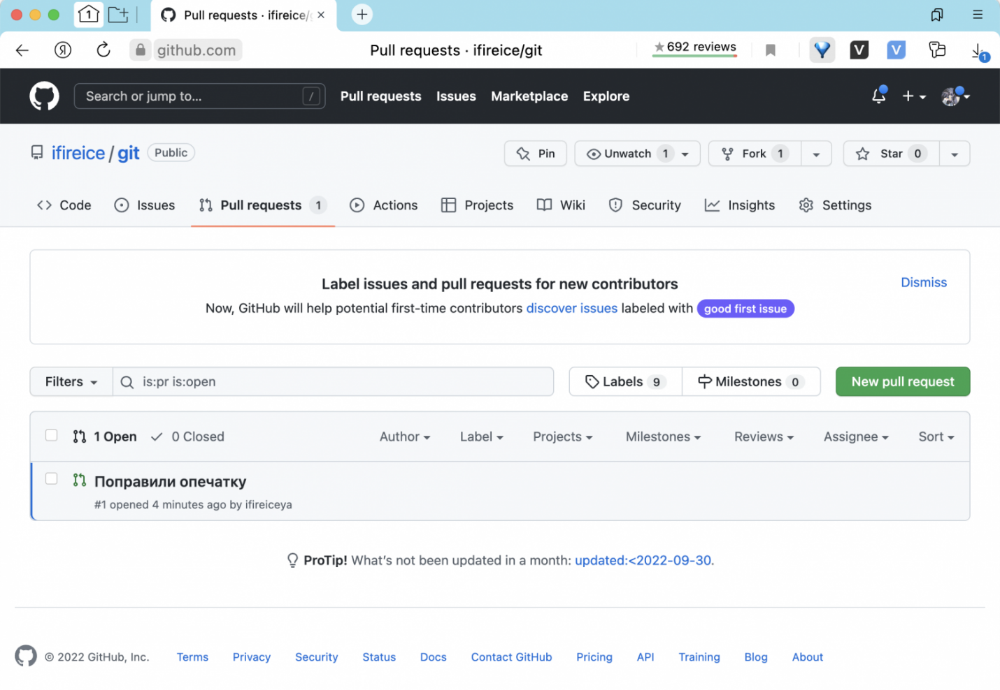 1
Pull requests · ifireice/g
Я
github.com
Pull requests · ifireice/git
692 reviews
V
V
1
Search or jump to...
/
Pull requests
Issues
Marketplace
Explore
ifireice / git
Public
Pin
Unwatch 1
Fork 1
Star 0
Code
Issues
Pull requests 1
Actions
Projects
Wiki
Security
Insights
Settings
Label issues and pull requests for new contributors
Dismiss
Now, GitHub will help potential first-time contributors discover issues labeled with good first issue
Filters
is:pr is:open
Labels 9
Milestones 0
New pull request
1 Open
0 Closed
Author
Label
Projects
Milestones
Reviews
Assignee
Sort
Поправили опечатку
#1 opened 4 minutes ago by ifireiceya
ProTip! What’s not been updated in a month: updated:<2022-09-30.
© 2022 GitHub, Inc.
Terms
Privacy
Security
Status
Docs
Contact GitHub
Pricing
API
Training
Blog
About